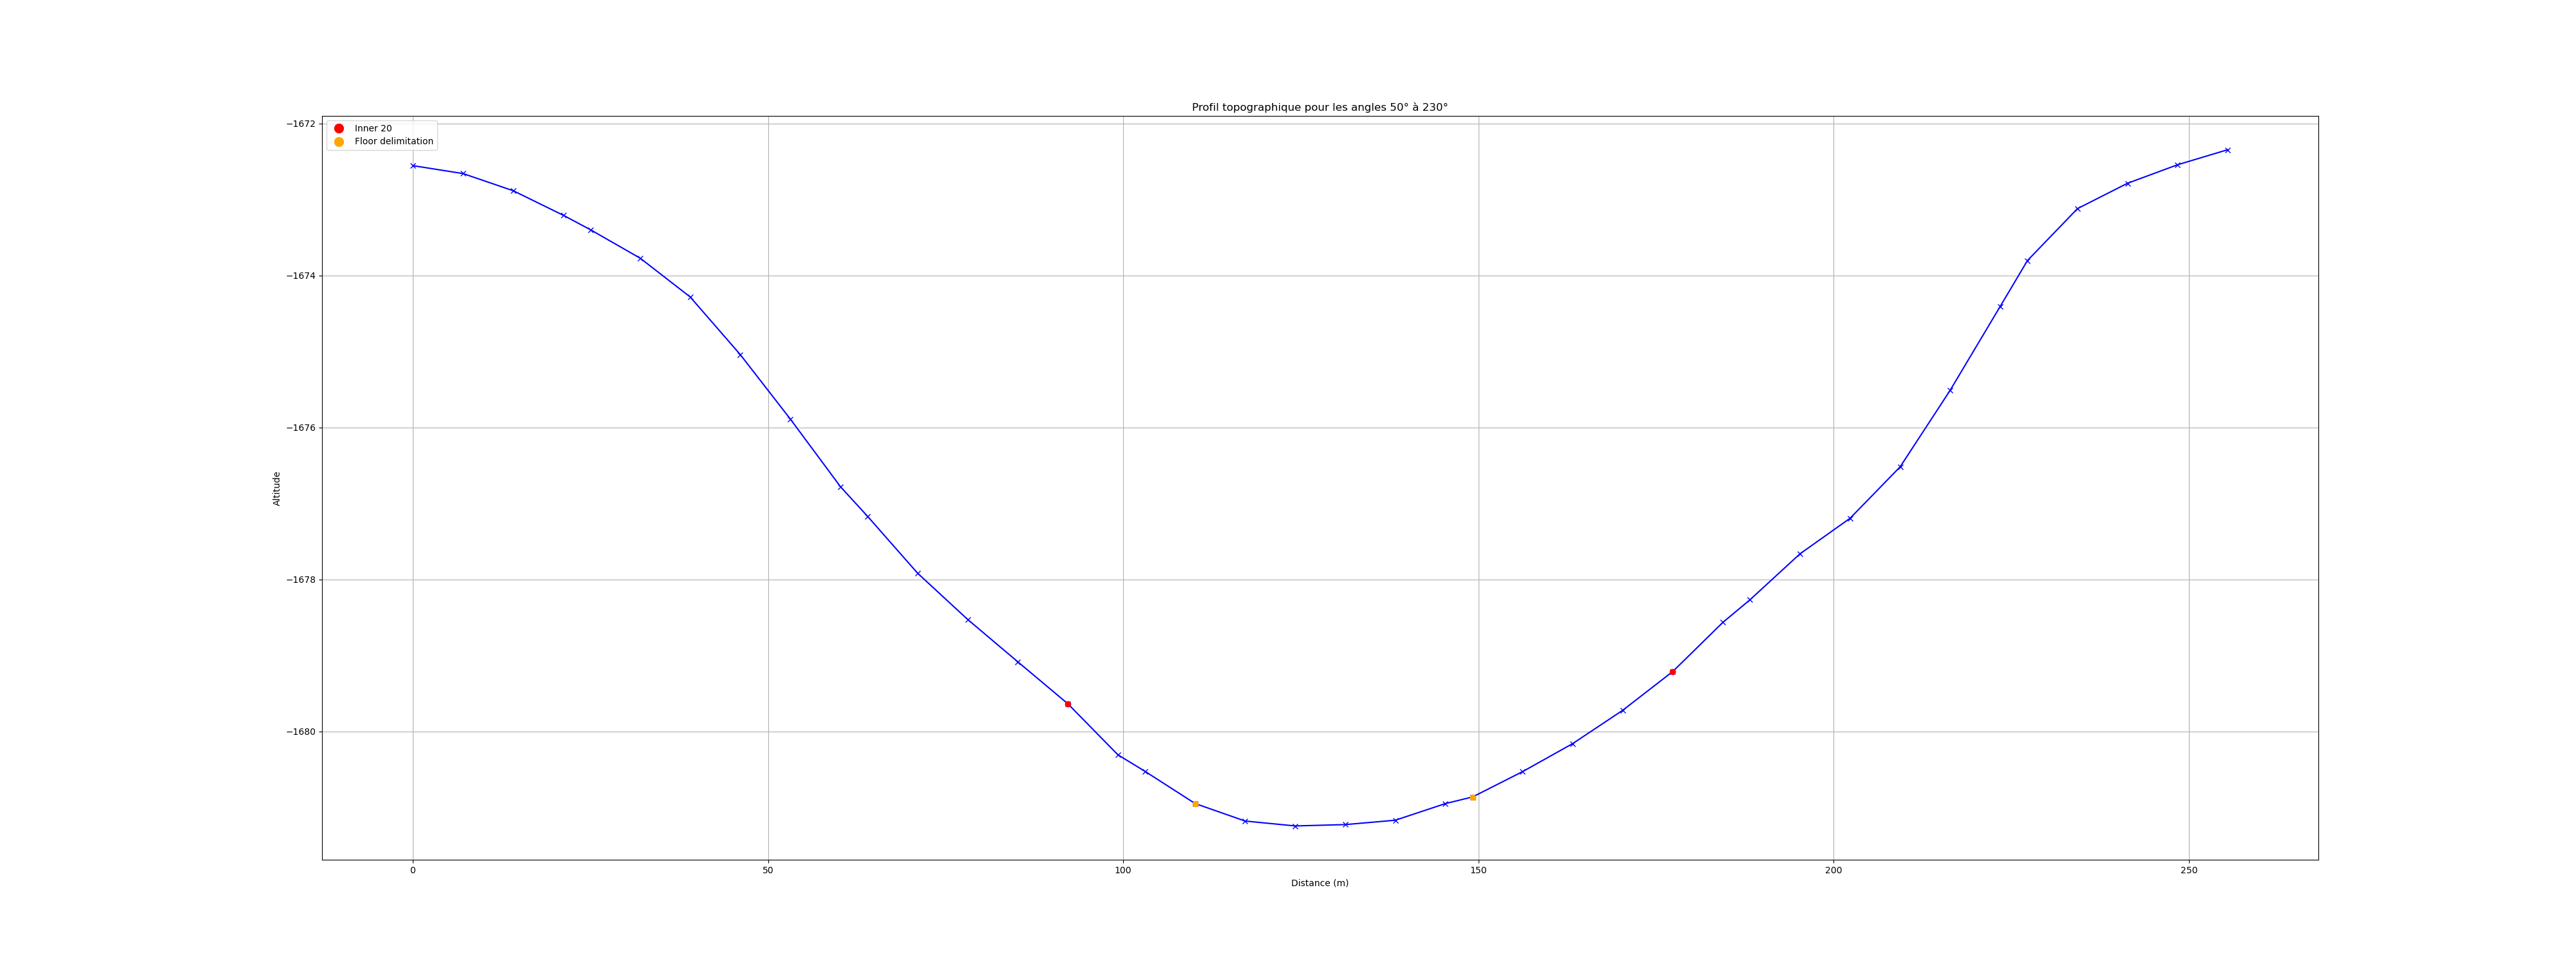 Profil topographique pour les angles 50° à 230°
Inner 20
Floor delimitation
−1672
−1674
−1676
−1678
−1680
Altitude
0 50 100 150 200 250
Distance (m)